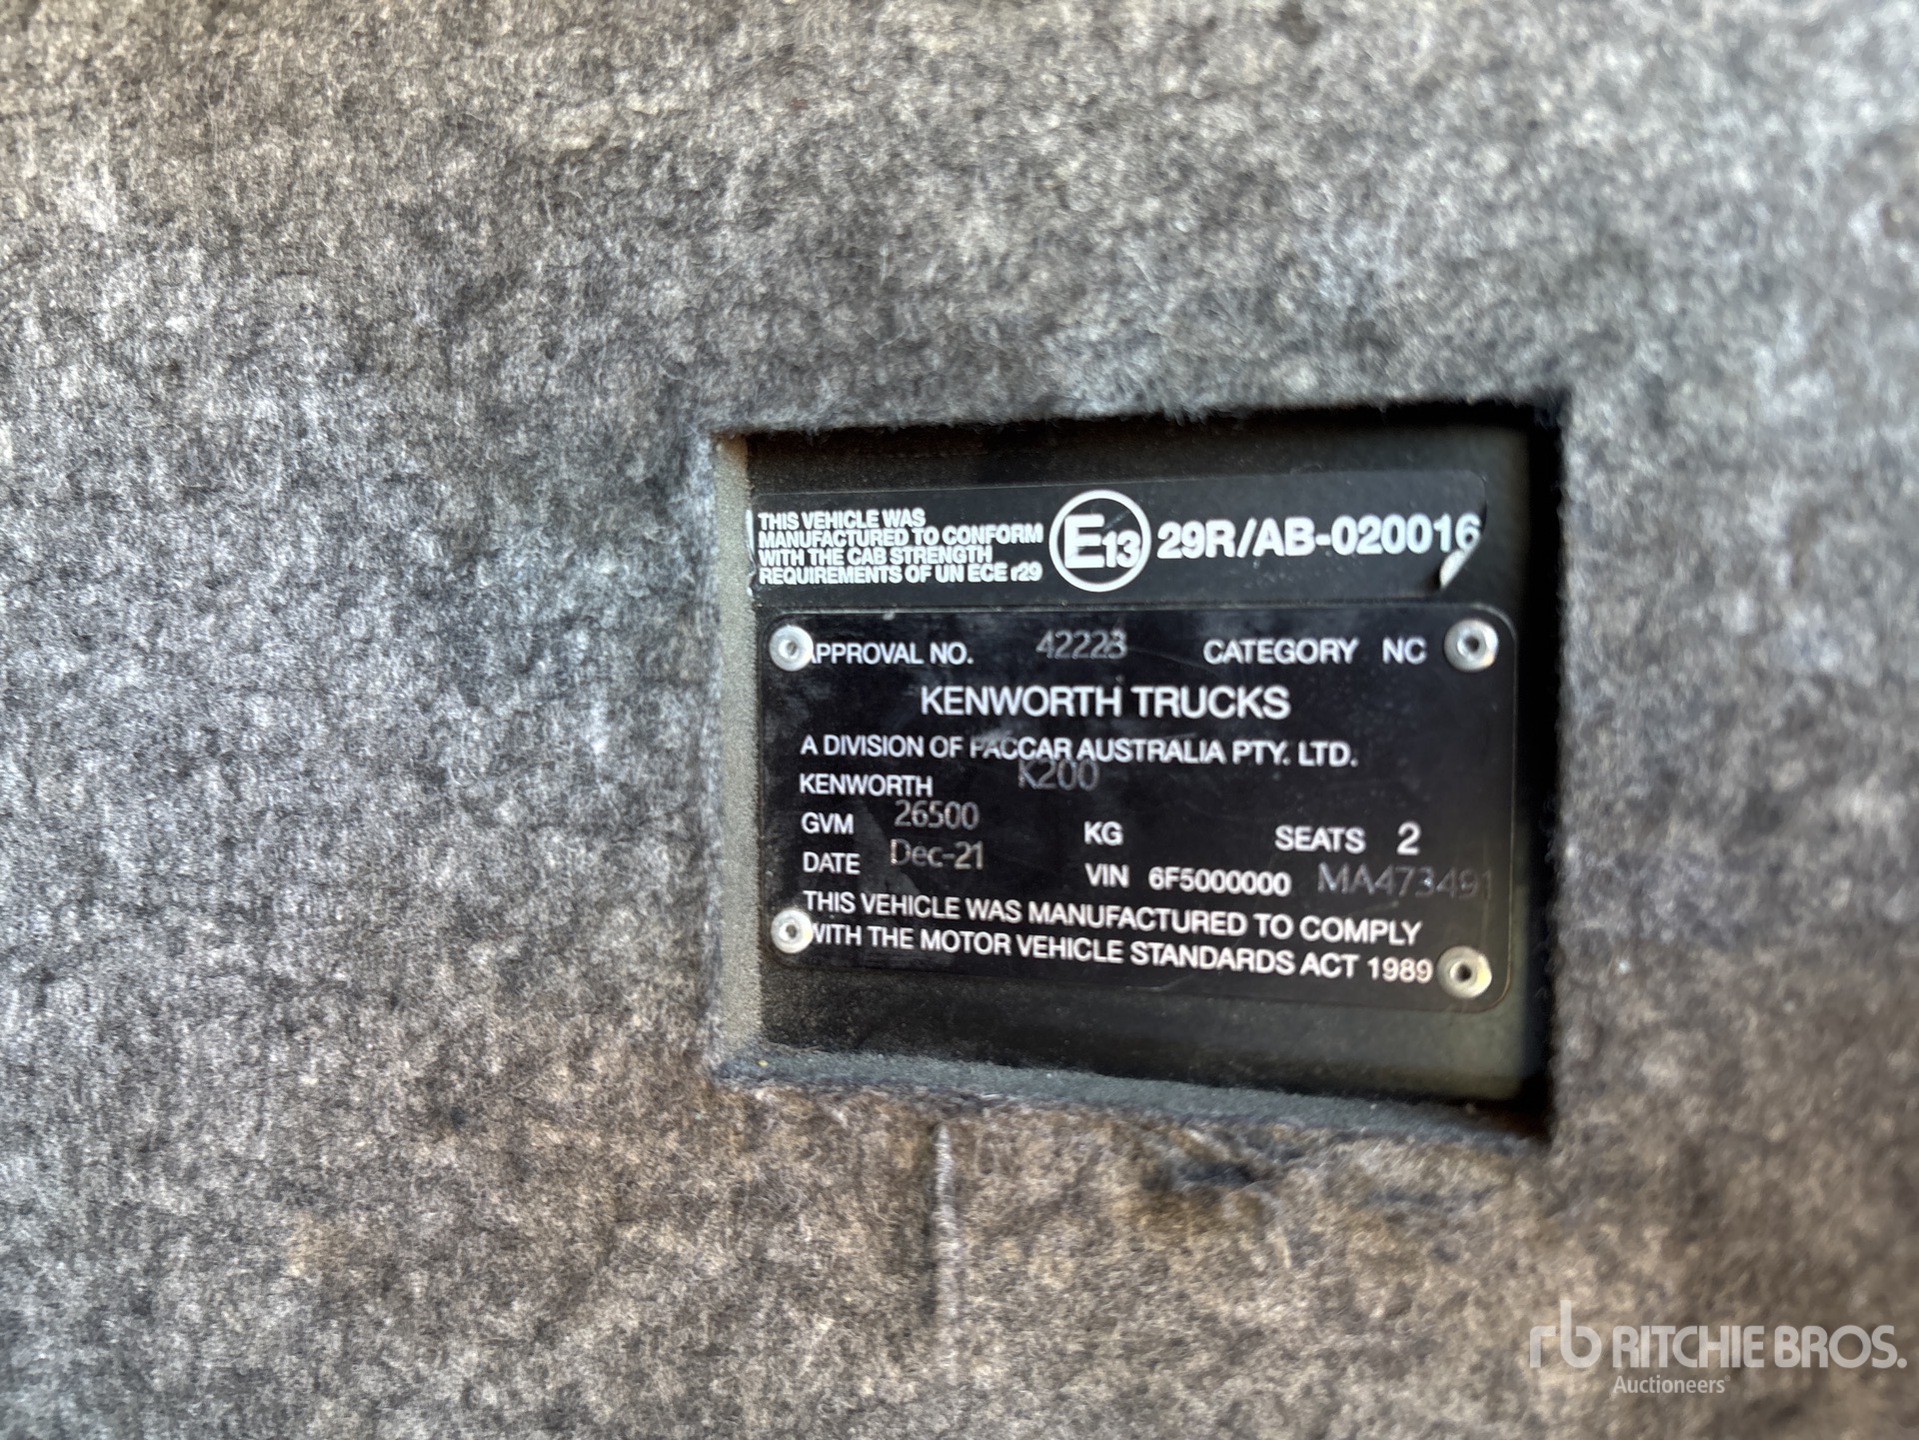 THIS VEHICLE WAS
MANUFACTURED TO CONFORM
WITH THE CAB STRENGTH
REQUIREMENTS OF UN ECE r29
E13 29R/AB-020016
APPROVAL NO. 42223 CATEGORY NC
KENWORTH TRUCKS
A DIVISION OF PACCAR AUSTRALIA PTY. LTD.
KENWORTH K200
GVM 26500 KG SEATS 2
DATE Dec-21 VIN 6F5000000 MA473491
THIS VEHICLE WAS MANUFACTURED TO COMPLY
WITH THE MOTOR VEHICLE STANDARDS ACT 1989
rb RITCHIE BROS.
Auctioneers